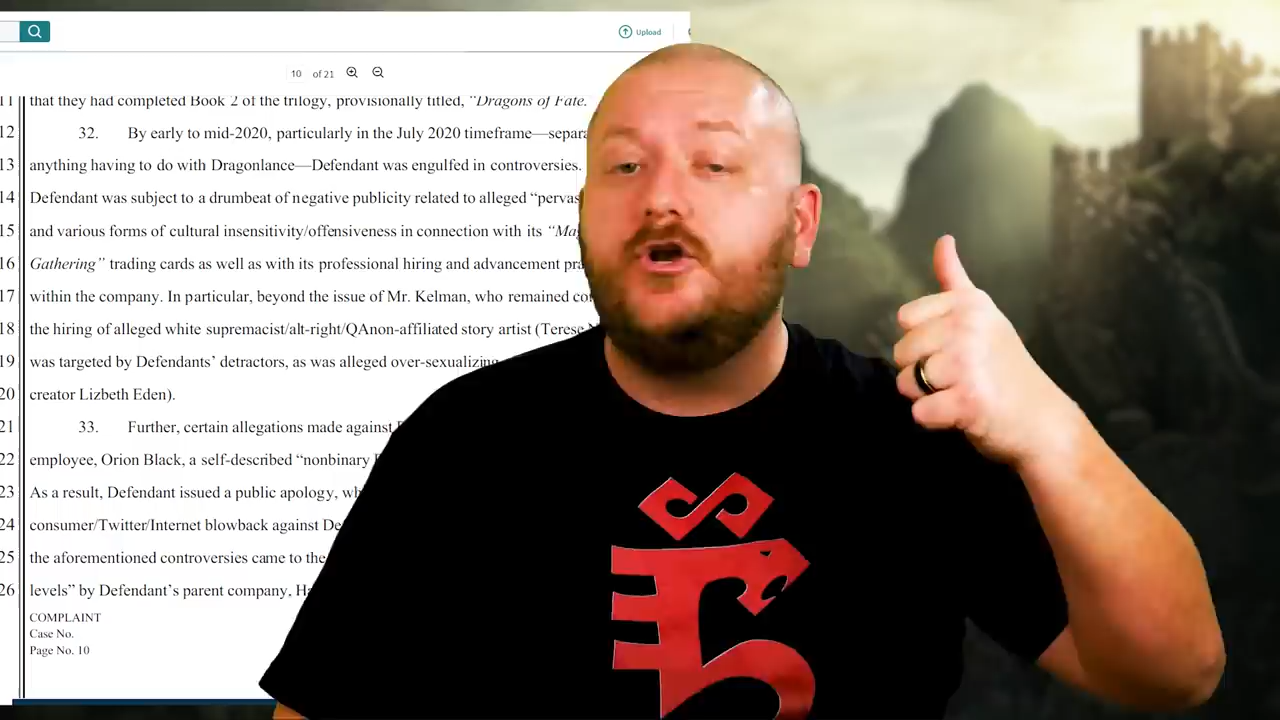 Upload
10 of 21
11 that they had completed Book 2 of the trilogy, provisionally titled, “Dragons of Fate.
12 32. By early to mid-2020, particularly in the July 2020 timeframe—
13 anything having to do with Dragonlance—Defendant was engulfed in controversies.
14 Defendant was subject to a drumbeat of negative publicity related to alleged
15 and various forms of cultural insensitivity/offensiveness in connection with its
16 Gathering” trading cards as well as with its professional hiring and advancement
17 within the company. In particular, beyond the issue of Mr. Kelman, who remained
18 the hiring of alleged white supremacist/alt-right/QAnon-affiliated story artist (Terese
19 was targeted by Defendants’ detractors, as was alleged over-sexualizing
20 creator Lizbeth Eden).
21 33. Further, certain allegations made against
22 employee, Orion Black, a self-described “nonbinary
23 As a result, Defendant issued a public apology,
24 consumer/Twitter/Internet blowback against
25 the aforementioned controversies came to the
26 levels” by Defendant’s parent company,
COMPLAINT
Case No.
Page No. 10